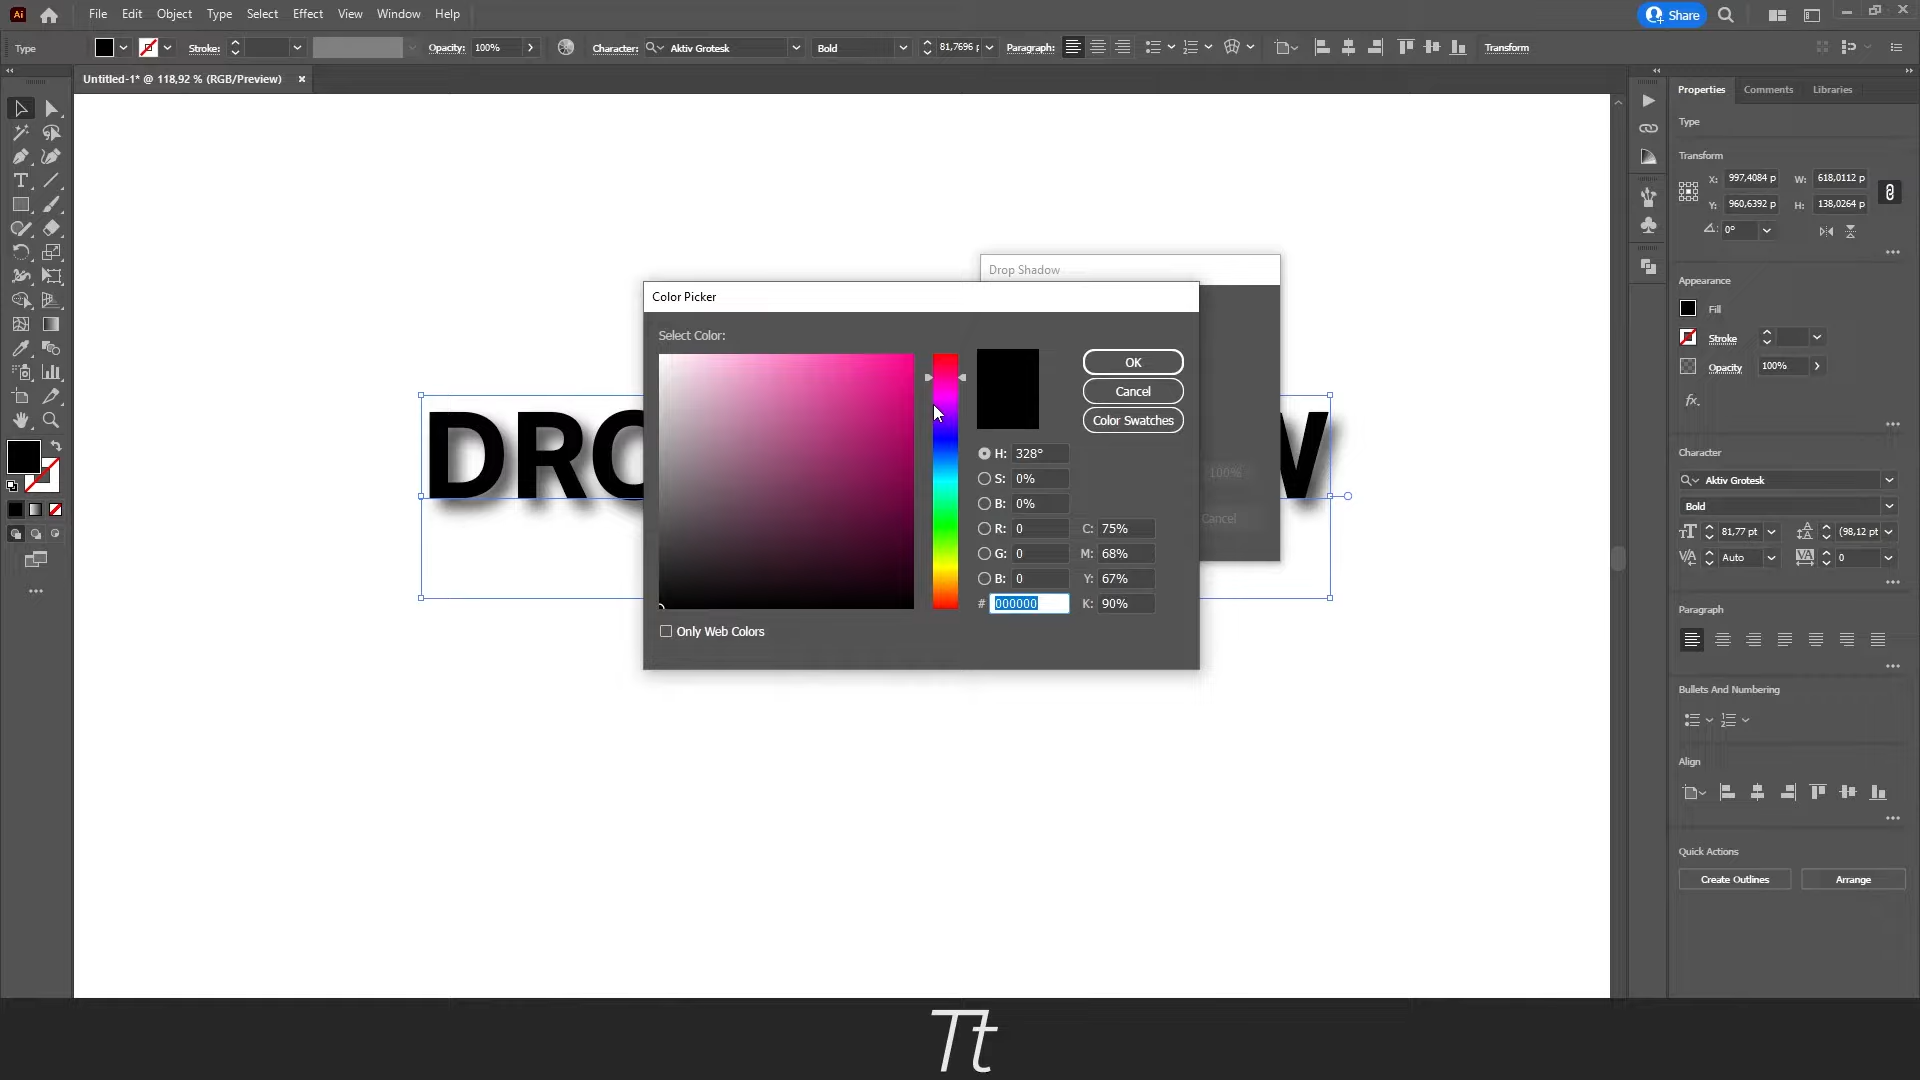 Ai File Edit Object Type Select Effect View Window Help Share
Type Stroke: Opacity: 100% Character: Aktiv Grotesk Bold 81,7696 p Paragraph: Transform
Untitled-1* @ 118,92 % (RGB/Preview) ×
Properties Comments Libraries
Type
Transform
X: 997,4084 p W: 618,0112 p
Y: 960,6392 p H: 138,0264 p
0°
Appearance
Fill
Stroke
Opacity 100%
fx.
Character
Aktiv Grotesk
Bold
81,77 pt (98,12 pt
Auto 0
Paragraph
Bullets And Numbering
Align
Quick Actions
Create Outlines Arrange
Drop Shadow
100%
Cancel
Color Picker
Select Color:
OK
Cancel
Color Swatches
H: 328°
S: 0%
B: 0%
R: 0 C: 75%
G: 0 M: 68%
B: 0 Y: 67%
# 000000 K: 90%
Only Web Colors
DRO W
Tt